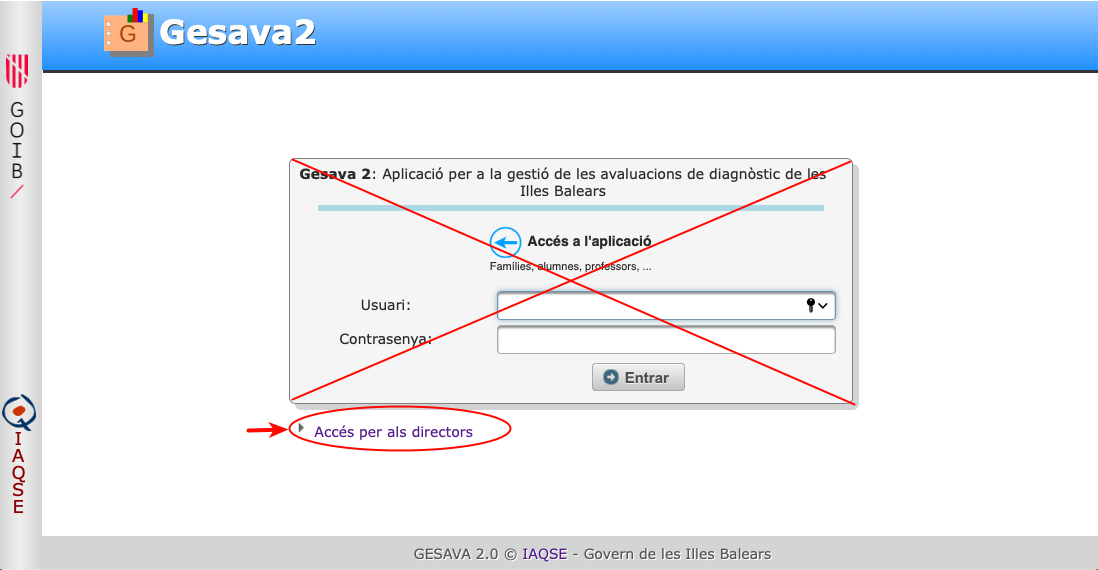 G Gesava2
GOIB
Gesava 2: Aplicació per a la gestió de les avaluacions de diagnòstic de les
Illes Balears
Accés a l'aplicació
Famílies, alumnes, professors, ...
Usuari:
Contrasenya:
Entrar
Accés per als directors
IAQSE
GESAVA 2.0 © IAQSE - Govern de les Illes Balears